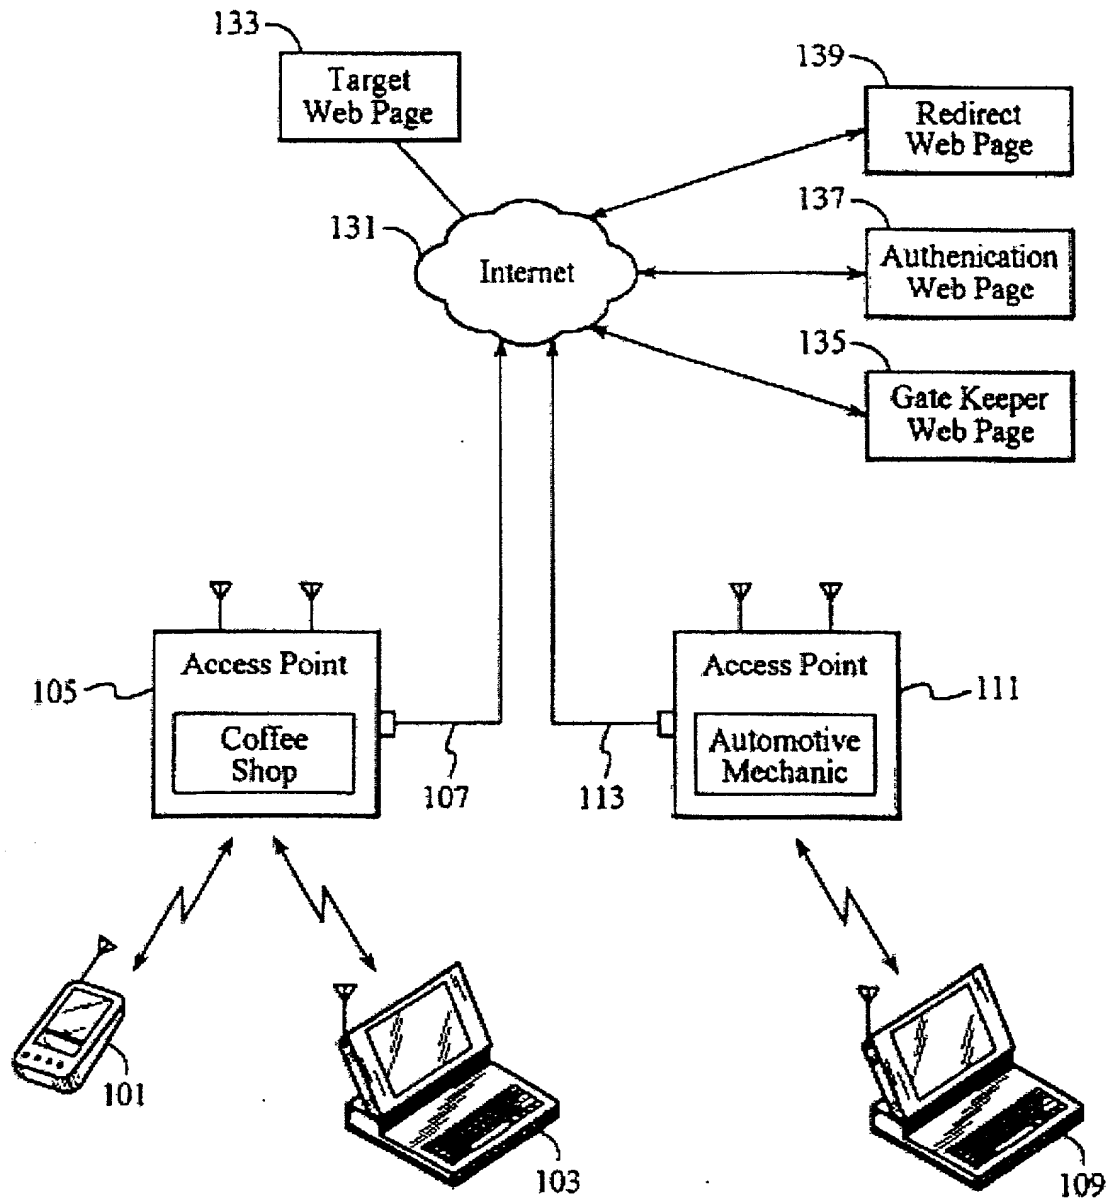 133
Target
Web Page
139
Redirect
Web Page
131
Internet
137
Authenication
Web Page
135
Gate Keeper
Web Page
Access Point
105
Coffee
Shop
107
Access Point
111
Automotive
Mechanic
113
101
103
109